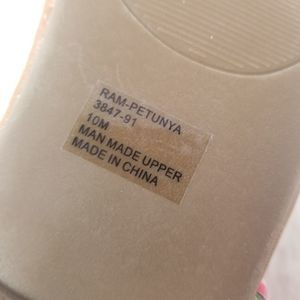 RAM-PETUNYA
3847-91
10M
MAN MADE UPPER
MADE IN CHINA